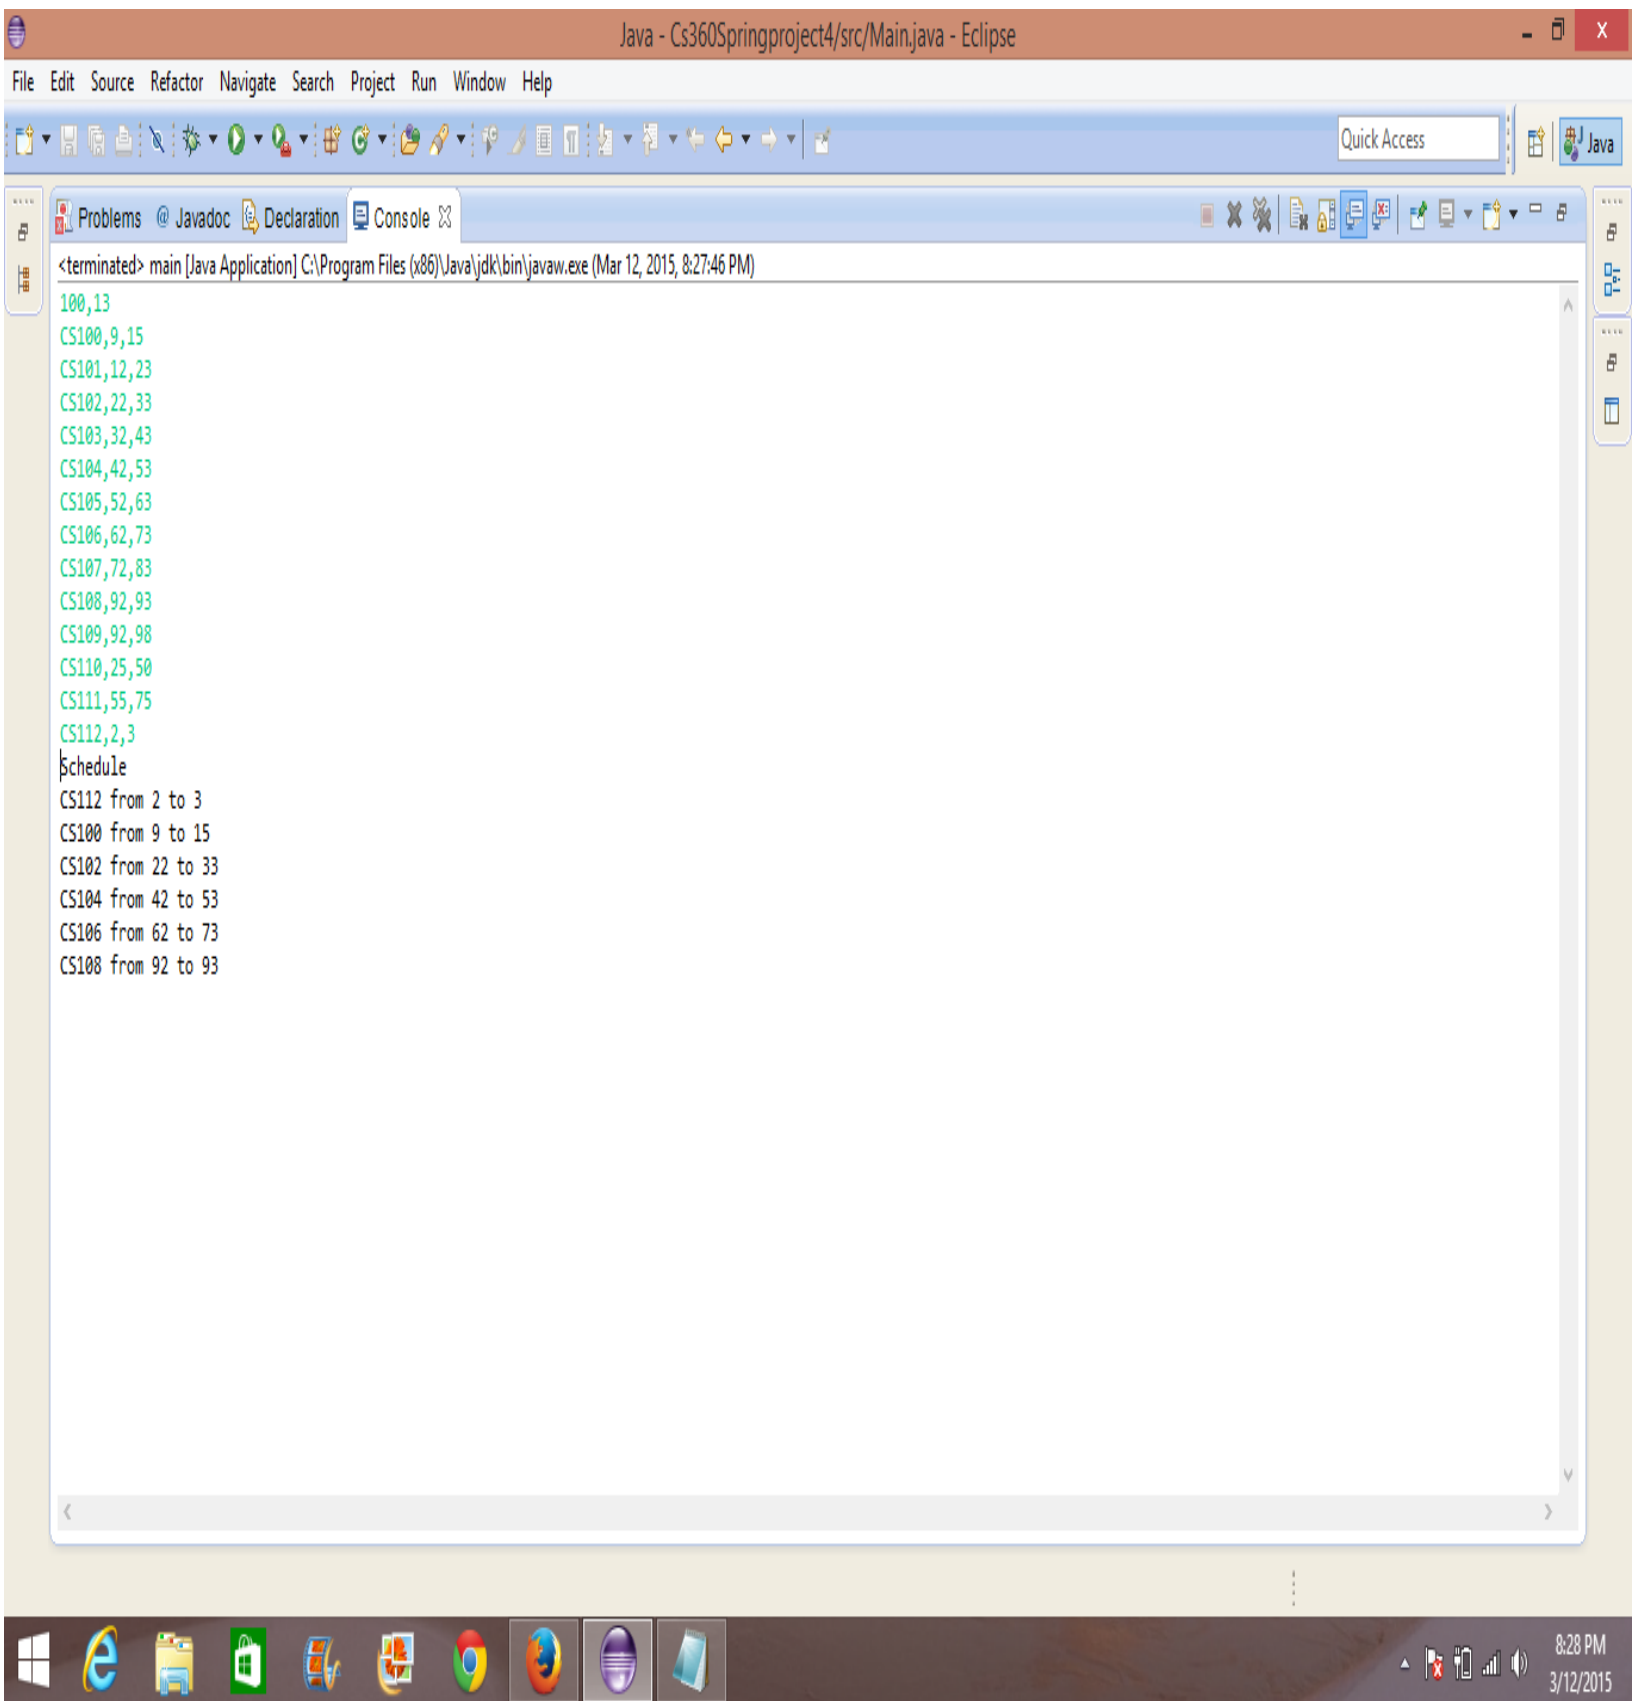 Java - Cs360Springproject4/src/Main.java - Eclipse
File Edit Source Refactor Navigate Search Project Run Window Help
Quick Access
Java
Problems @ Javadoc Declaration Console
<terminated> main [Java Application] C:\Program Files (x86)\Java\jdk\bin\javaw.exe (Mar 12, 2015, 8:27:46 PM)
100,13
CS100,9,15
CS101,12,23
CS102,22,33
CS103,32,43
CS104,42,53
CS105,52,63
CS106,62,73
CS107,72,83
CS108,92,93
CS109,92,98
CS110,25,50
CS111,55,75
CS112,2,3
Schedule
CS112 from 2 to 3
CS100 from 9 to 15
CS102 from 22 to 33
CS104 from 42 to 53
CS106 from 62 to 73
CS108 from 92 to 93
8:28 PM
3/12/2015